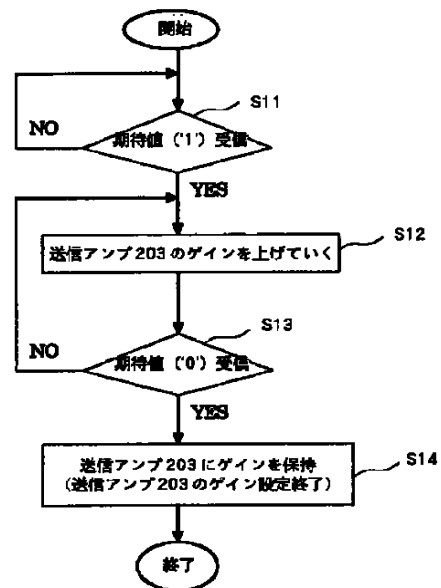 開始
S11
NO
期待値 ('1') 受信
YES
S12
送信アンプ203のゲインを上げていく
S13
NO
期待値 ('0') 受信
YES
S14
送信アンプ203にゲインを保持
(送信アンプ203のゲイン設定終了)
終了